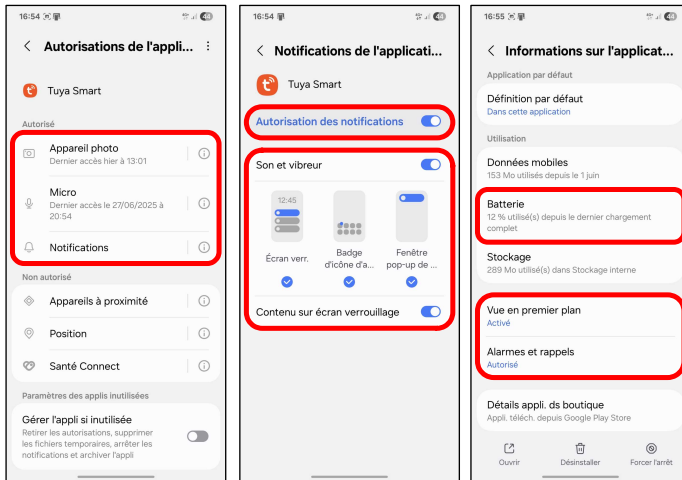 16:54
44
Autorisations de l'appli...
Tuya Smart
Autorisé
Appareil photo
Dernier accès hier à 13:01
Micro
Dernier accès le 27/06/2025 à
20:54
Notifications
Non autorisé
Appareils à proximité
Position
Santé Connect
Paramètres des applis inutilisées
Gérer l'appli si inutilisée
Retirer les autorisations, supprimer
les fichiers temporaires, arrêter les
notifications et archiver l'appli
16:54
44
Notifications de l'applicati...
Tuya Smart
Autorisation des notifications
Son et vibreur
12:45
Écran verr.
Badge
d'icône d'a...
Fenêtre
pop-up de ...
Contenu sur écran verrouillage
16:55
44
Informations sur l'applicat...
Application par défaut
Définition par défaut
Dans cette application
Utilisation
Données mobiles
153 Mo utilisés depuis le 1 juin
Batterie
12 % utilisé(s) depuis le dernier chargement
complet
Stockage
289 Mo utilisé(s) dans Stockage interne
Vue en premier plan
Activé
Alarmes et rappels
Autorisé
Détails appli. ds boutique
Appli. téléch. depuis Google Play Store
Ouvrir
Désinstaller
Forcer l'arrêt